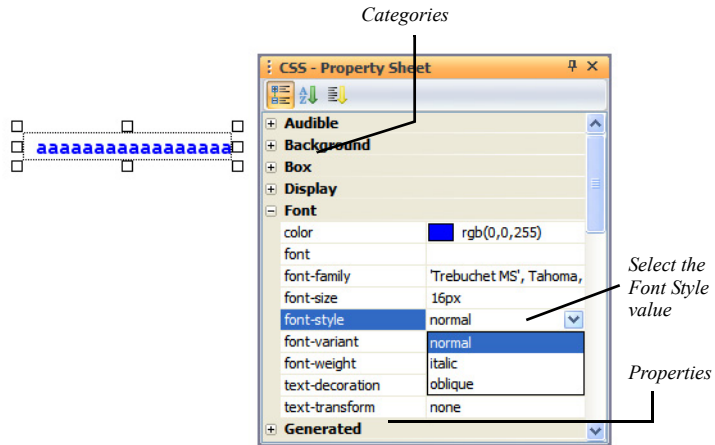 Categories
CSS - Property Sheet
Audible
Background
aaaaaaaaaaaaaaaaa
Box
Display
Font
color rgb(0,0,255)
font
font-family 'Trebuchet MS', Tahoma,
font-size 16px
Select the
Font Style
value
font-style normal
font-variant normal
font-weight italic
text-decoration oblique
Properties
text-transform none
Generated